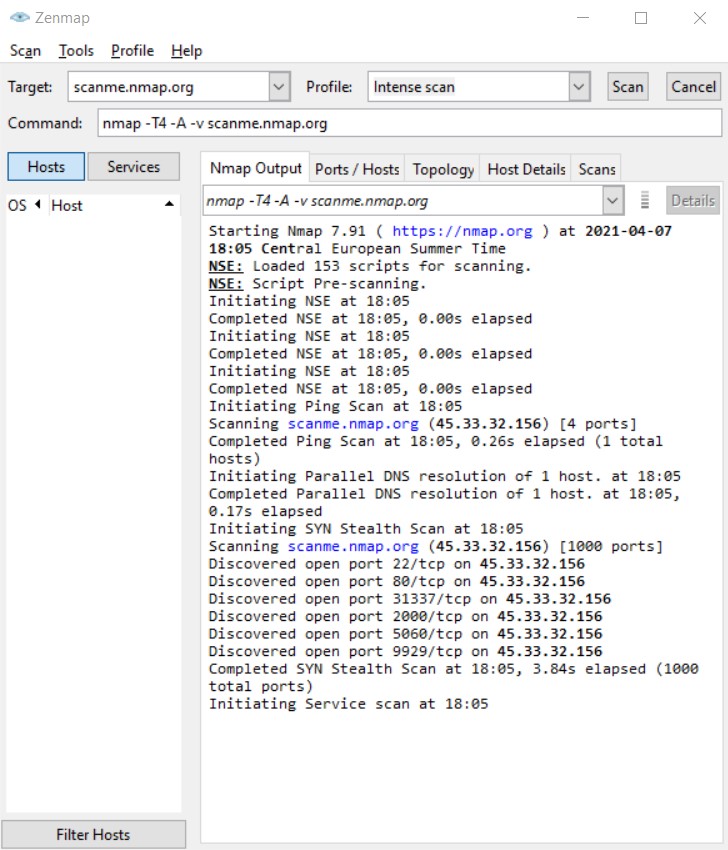 Zenmap
Scan Tools Profile Help
Target: scanme.nmap.org Profile: Intense scan Scan Cancel
Command: nmap -T4 -A -v scanme.nmap.org
Hosts Services
OS Host
Nmap Output Ports / Hosts Topology Host Details Scans
nmap -T4 -A -v scanme.nmap.org Details
Starting Nmap 7.91 ( https://nmap.org ) at 2021-04-07
18:05 Central European Summer Time
NSE: Loaded 153 scripts for scanning.
NSE: Script Pre-scanning.
Initiating NSE at 18:05
Completed NSE at 18:05, 0.00s elapsed
Initiating NSE at 18:05
Completed NSE at 18:05, 0.00s elapsed
Initiating NSE at 18:05
Completed NSE at 18:05, 0.00s elapsed
Initiating Ping Scan at 18:05
Scanning scanme.nmap.org (45.33.32.156) [4 ports]
Completed Ping Scan at 18:05, 0.26s elapsed (1 total
hosts)
Initiating Parallel DNS resolution of 1 host. at 18:05
Completed Parallel DNS resolution of 1 host. at 18:05,
0.17s elapsed
Initiating SYN Stealth Scan at 18:05
Scanning scanme.nmap.org (45.33.32.156) [1000 ports]
Discovered open port 22/tcp on 45.33.32.156
Discovered open port 80/tcp on 45.33.32.156
Discovered open port 31337/tcp on 45.33.32.156
Discovered open port 2000/tcp on 45.33.32.156
Discovered open port 5060/tcp on 45.33.32.156
Discovered open port 9929/tcp on 45.33.32.156
Completed SYN Stealth Scan at 18:05, 3.84s elapsed (1000
total ports)
Initiating Service scan at 18:05
Filter Hosts